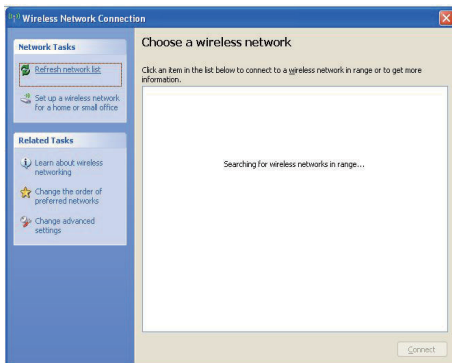 Wireless Network Connection
Network Tasks
Refresh network list
Set up a wireless network
for a home or small office
Related Tasks
Learn about wireless
networking
Change the order of
preferred networks
Change advanced
settings
Choose a wireless network
Click an item in the list below to connect to a wireless network in range or to get more
information.
Searching for wireless networks in range...
Connect